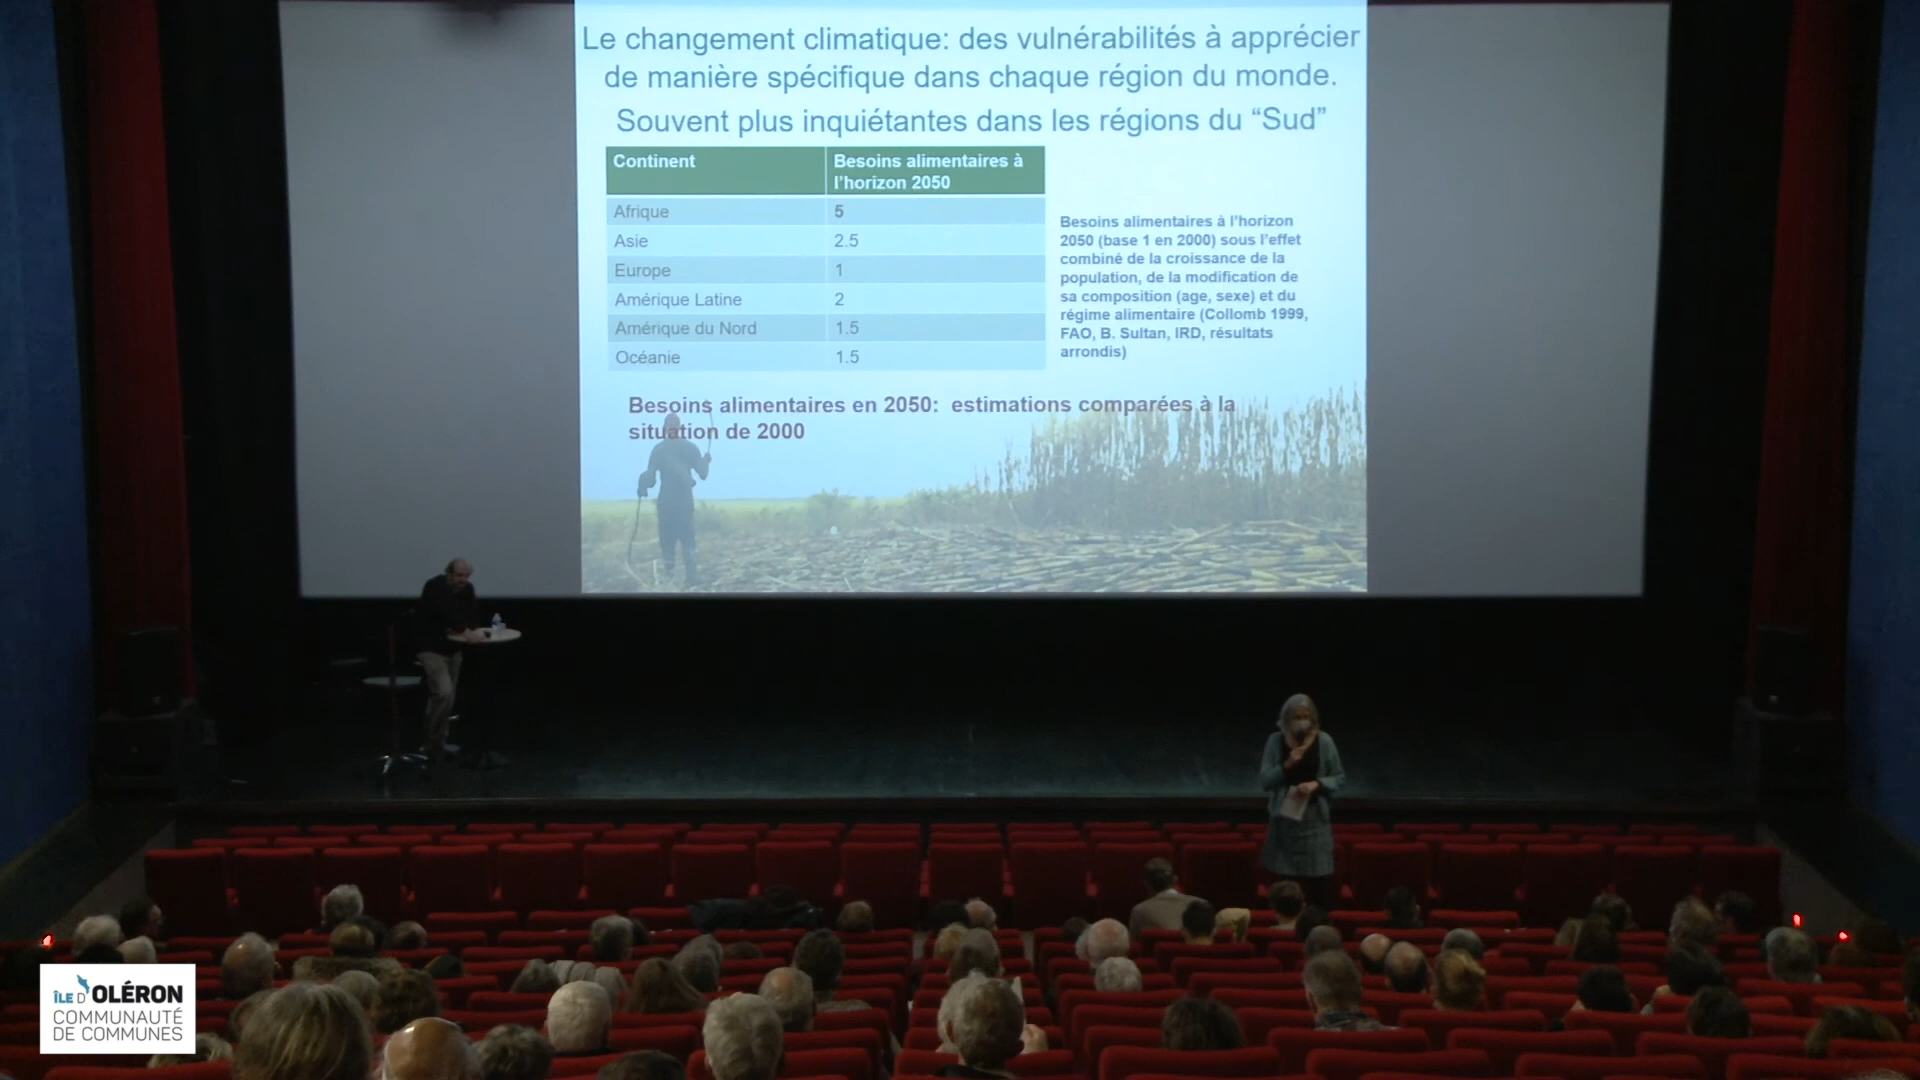 Le changement climatique: des vulnérabilités à apprécier
de manière spécifique dans chaque région du monde.
Souvent plus inquiétantes dans les régions du “Sud”
Continent
Besoins alimentaires à
l'horizon 2050
Afrique 5
Asie 2.5
Europe 1
Amérique Latine 2
Amérique du Nord 1.5
Océanie 1.5
Besoins alimentaires à l'horizon
2050 (base 1 en 2000) sous l'effet
combiné de la croissance de la
population, de la modification de
sa composition (age, sexe) et du
régime alimentaire (Collomb 1999,
FAO, B. Sultan, IRD, résultats
arrondis)
Besoins alimentaires en 2050: estimations comparées à la
situation de 2000
ÎLE D'OLÉRON
COMMUNAUTÉ
DE COMMUNES